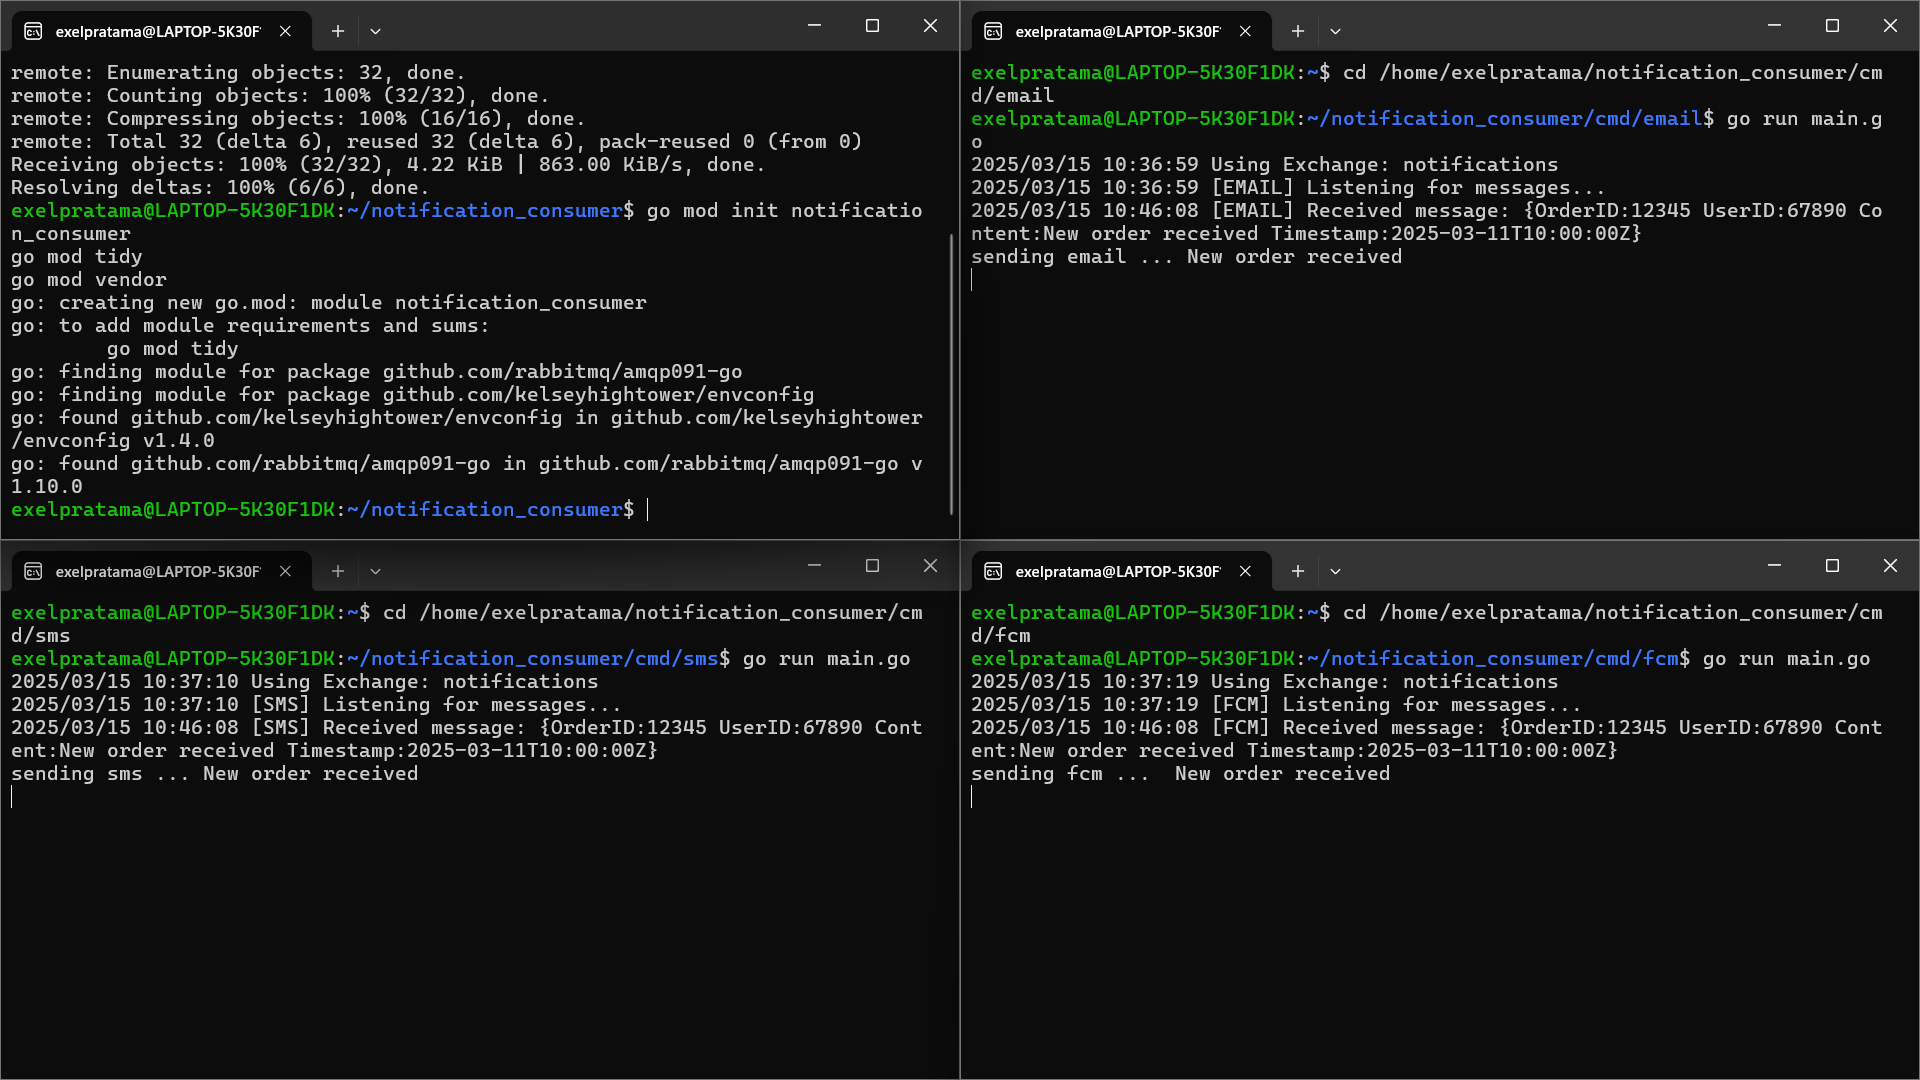 exelpratama@LAPTOP-5K30F
remote: Enumerating objects: 32, done.
remote: Counting objects: 100% (32/32), done.
remote: Compressing objects: 100% (16/16), done.
remote: Total 32 (delta 6), reused 32 (delta 6), pack-reused 0 (from 0)
Receiving objects: 100% (32/32), 4.22 KiB | 863.00 KiB/s, done.
Resolving deltas: 100% (6/6), done.
exelpratama@LAPTOP-5K30F1DK:~/notification_consumer$ go mod init notificatio
n_consumer
go mod tidy
go mod vendor
go: creating new go.mod: module notification_consumer
go: to add module requirements and sums:
        go mod tidy
go: finding module for package github.com/rabbitmq/amqp091-go
go: finding module for package github.com/kelseyhightower/envconfig
go: found github.com/kelseyhightower/envconfig in github.com/kelseyhightower
/envconfig v1.4.0
go: found github.com/rabbitmq/amqp091-go in github.com/rabbitmq/amqp091-go v
1.10.0
exelpratama@LAPTOP-5K30F1DK:~/notification_consumer$
exelpratama@LAPTOP-5K30F
exelpratama@LAPTOP-5K30F1DK:~$ cd /home/exelpratama/notification_consumer/cm
d/email
exelpratama@LAPTOP-5K30F1DK:~/notification_consumer/cmd/email$ go run main.g
o
2025/03/15 10:36:59 Using Exchange: notifications
2025/03/15 10:36:59 [EMAIL] Listening for messages...
2025/03/15 10:46:08 [EMAIL] Received message: {OrderID:12345 UserID:67890 Co
ntent:New order received Timestamp:2025-03-11T10:00:00Z}
sending email ... New order received
exelpratama@LAPTOP-5K30F
exelpratama@LAPTOP-5K30F1DK:~$ cd /home/exelpratama/notification_consumer/cm
d/sms
exelpratama@LAPTOP-5K30F1DK:~/notification_consumer/cmd/sms$ go run main.go
2025/03/15 10:37:10 Using Exchange: notifications
2025/03/15 10:37:10 [SMS] Listening for messages...
2025/03/15 10:46:08 [SMS] Received message: {OrderID:12345 UserID:67890 Cont
ent:New order received Timestamp:2025-03-11T10:00:00Z}
sending sms ... New order received
exelpratama@LAPTOP-5K30F
exelpratama@LAPTOP-5K30F1DK:~$ cd /home/exelpratama/notification_consumer/cm
d/fcm
exelpratama@LAPTOP-5K30F1DK:~/notification_consumer/cmd/fcm$ go run main.go
2025/03/15 10:37:19 Using Exchange: notifications
2025/03/15 10:37:19 [FCM] Listening for messages...
2025/03/15 10:46:08 [FCM] Received message: {OrderID:12345 UserID:67890 Cont
ent:New order received Timestamp:2025-03-11T10:00:00Z}
sending fcm ...  New order received